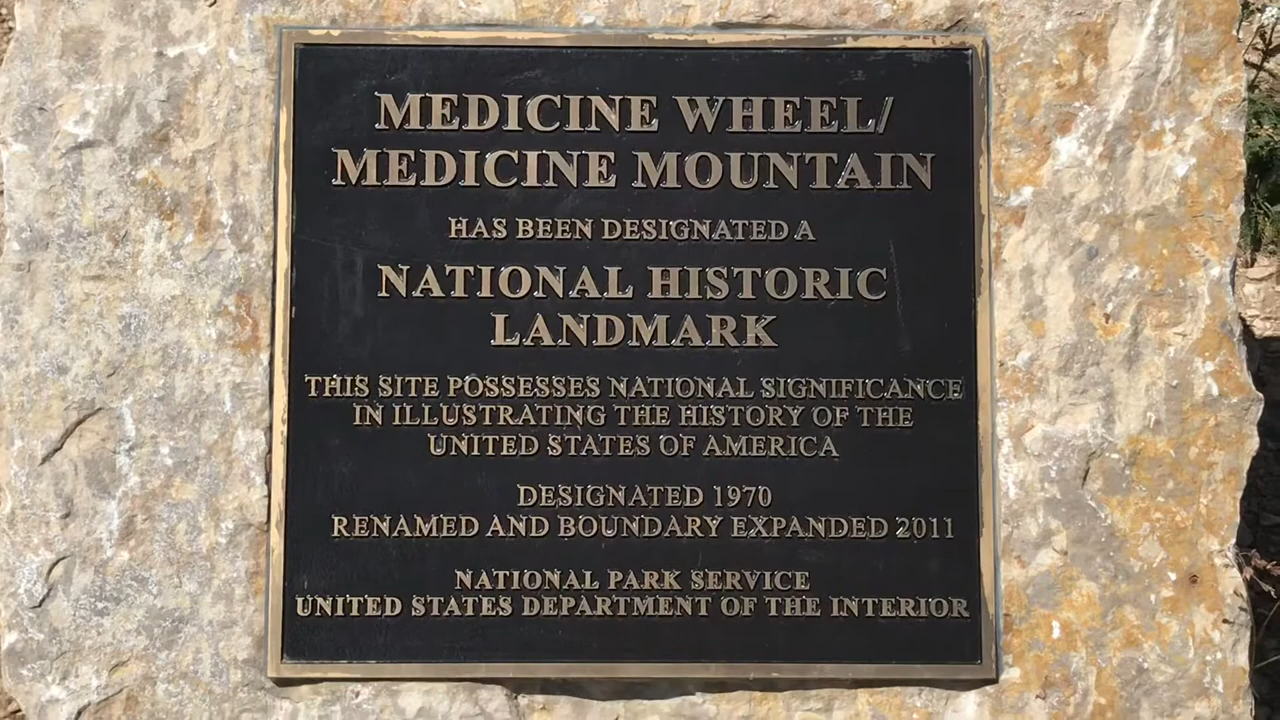 MEDICINE WHEEL/
MEDICINE MOUNTAIN
HAS BEEN DESIGNATED A
NATIONAL HISTORIC
LANDMARK
THIS SITE POSSESSES NATIONAL SIGNIFICANCE
IN ILLUSTRATING THE HISTORY OF THE
UNITED STATES OF AMERICA
DESIGNATED 1970
RENAMED AND BOUNDARY EXPANDED 2011
NATIONAL PARK SERVICE
UNITED STATES DEPARTMENT OF THE INTERIOR